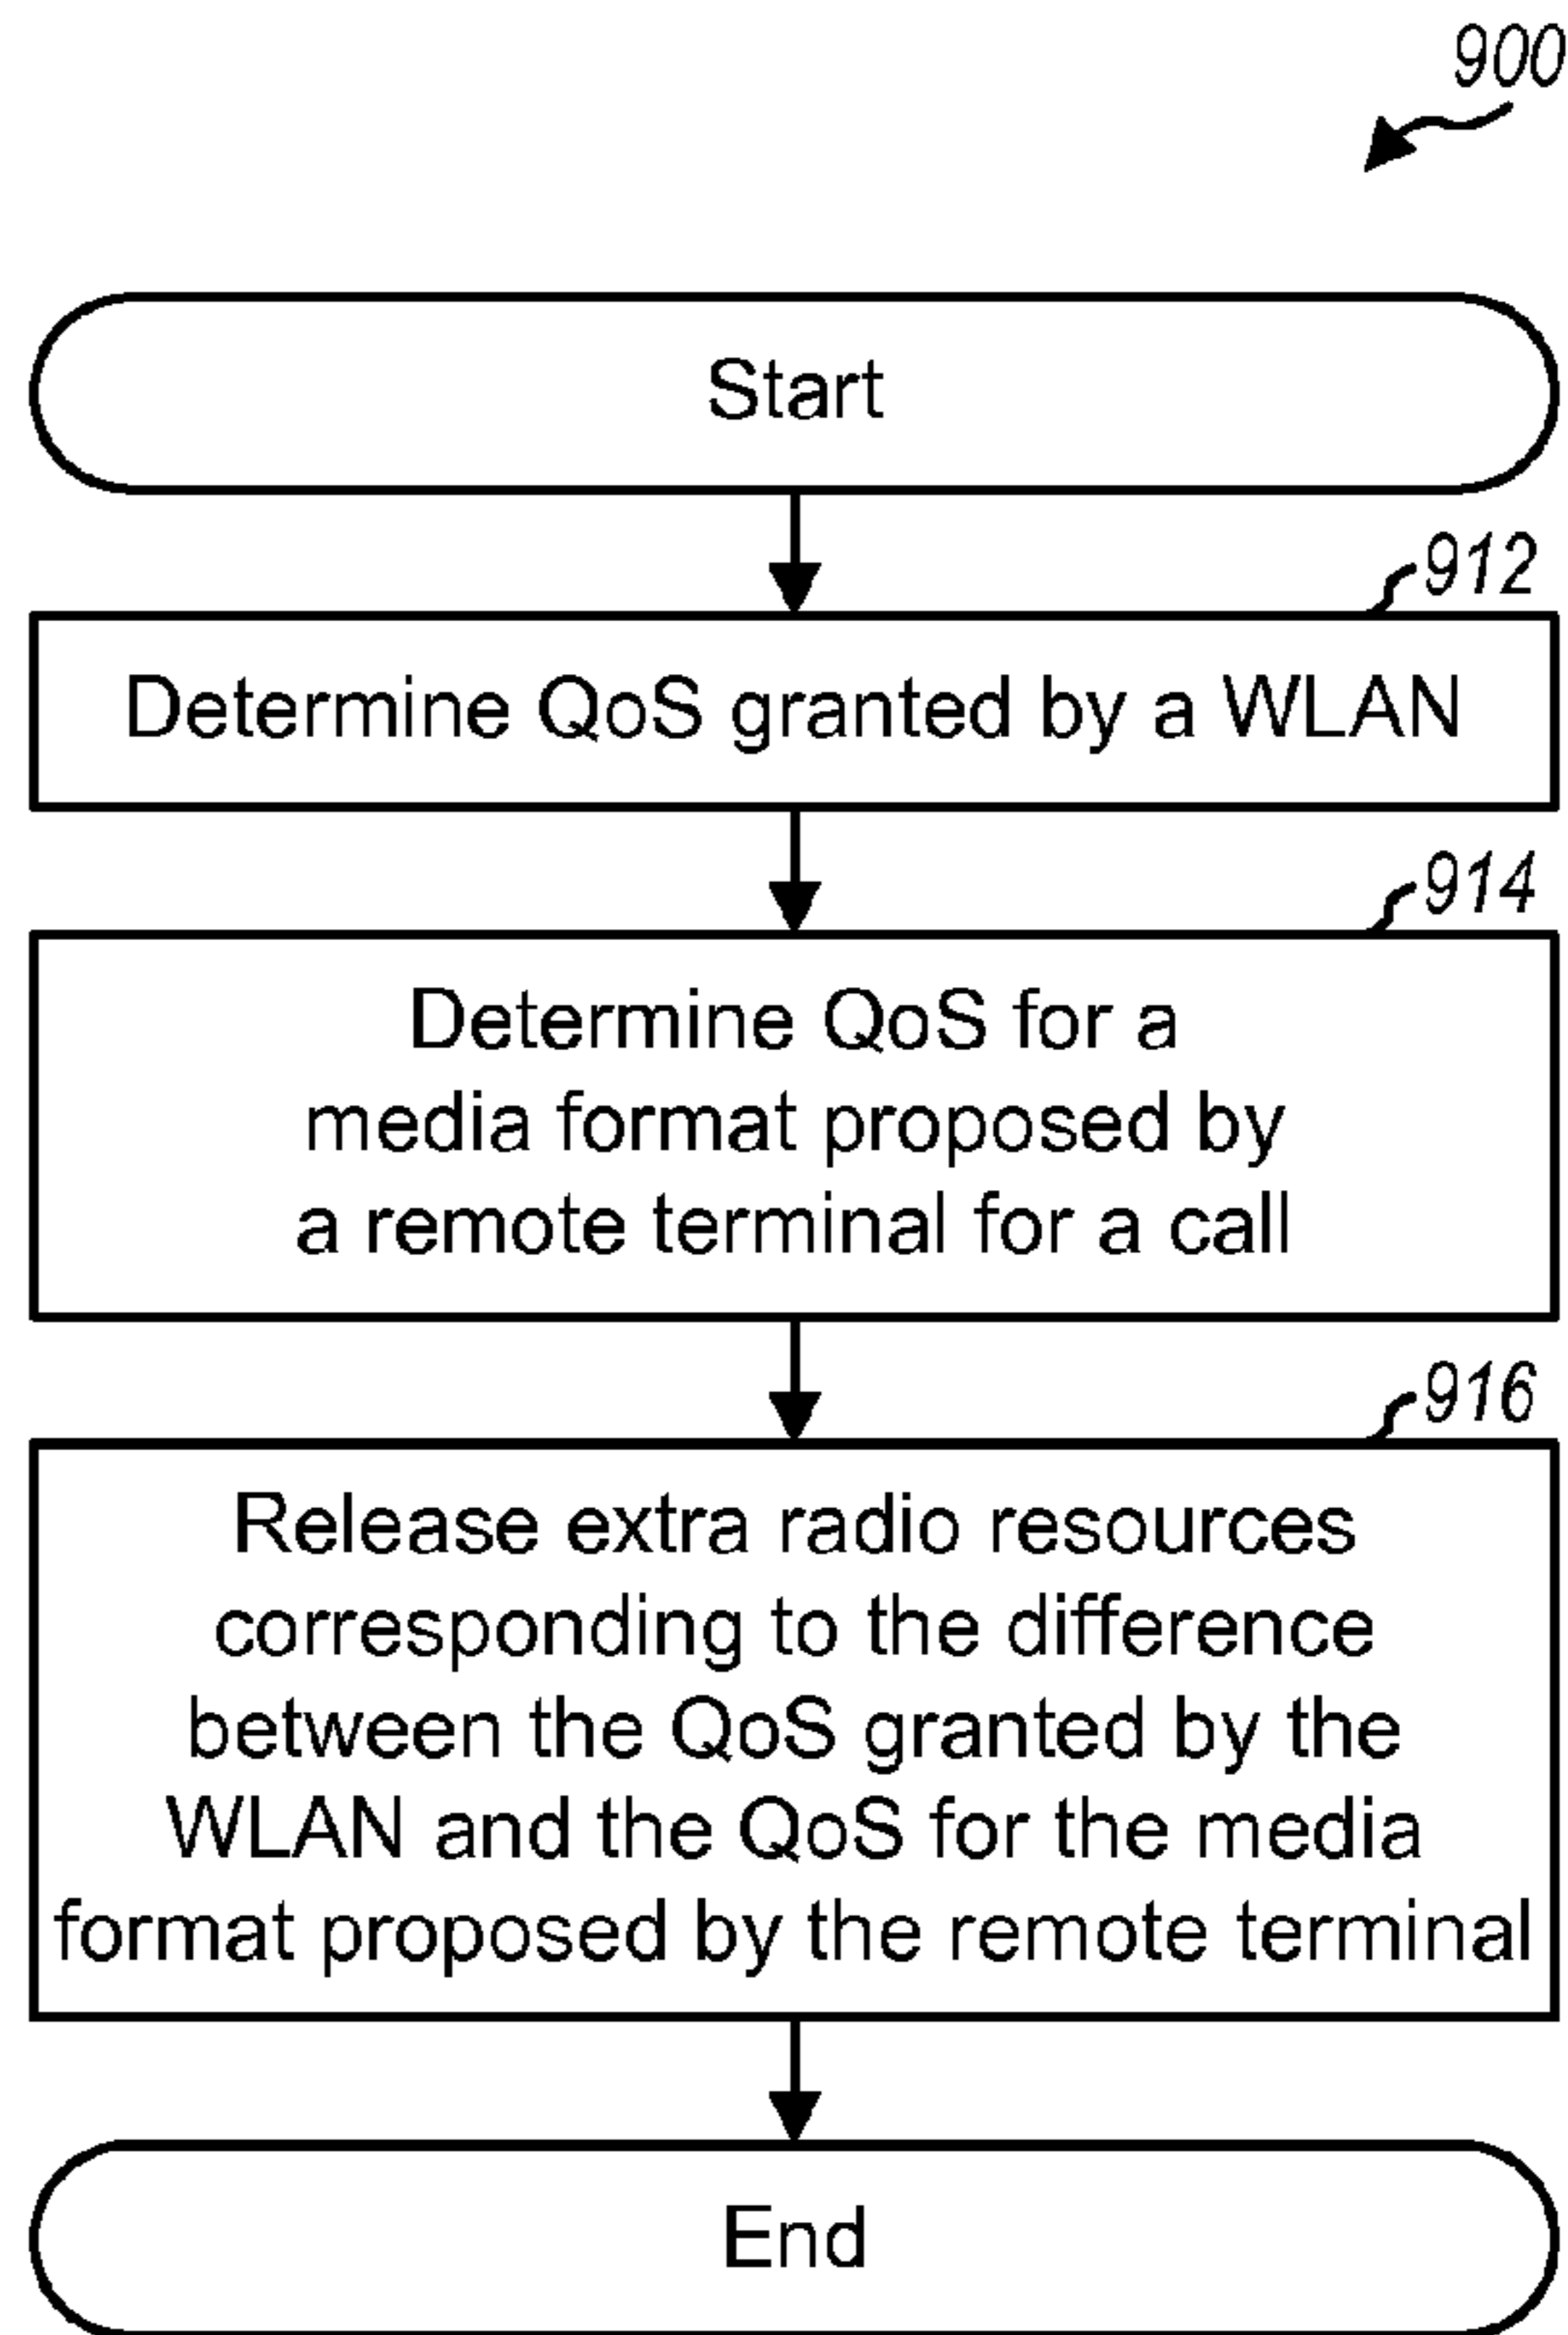 900
Start
912
Determine QoS granted by a WLAN
914
Determine QoS for a
media format proposed by
a remote terminal for a call
916
Release extra radio resources
corresponding to the difference
between the QoS granted by the
WLAN and the QoS for the media
format proposed by the remote terminal
End